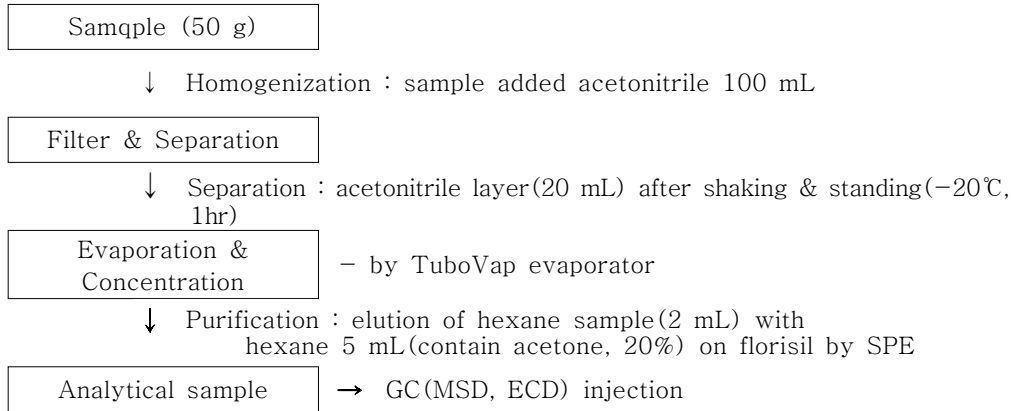 Samqple (50 g)
↓ Homogenization : sample added acetonitrile 100 mL
Filter & Separation
↓ Separation : acetonitrile layer(20 mL) after shaking & standing(-20℃,
1hr)
Evaporation &
Concentration
- by TuboVap evaporator
↓ Purification : elution of hexane sample(2 mL) with
hexane 5 mL(contain acetone, 20%) on florisil by SPE
Analytical sample → GC(MSD, ECD) injection